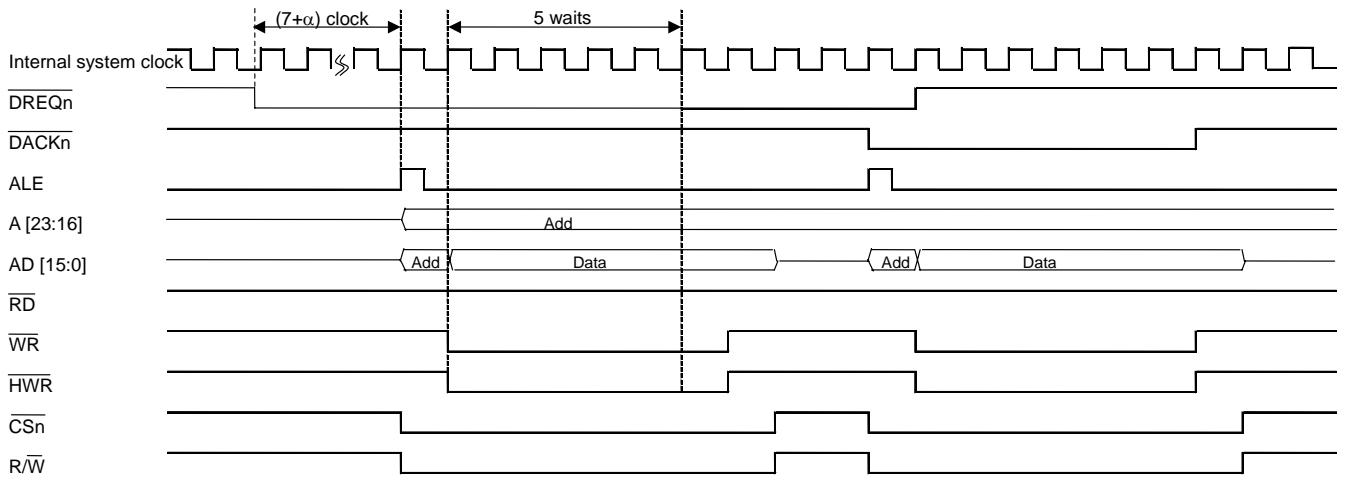 (7+α) clock
5 waits
Internal system clock
DREQn
DACKn
ALE
A [23:16]
Add
AD [15:0]
Add
Data
Add
Data
RD
WR
HWR
CSn
R/W